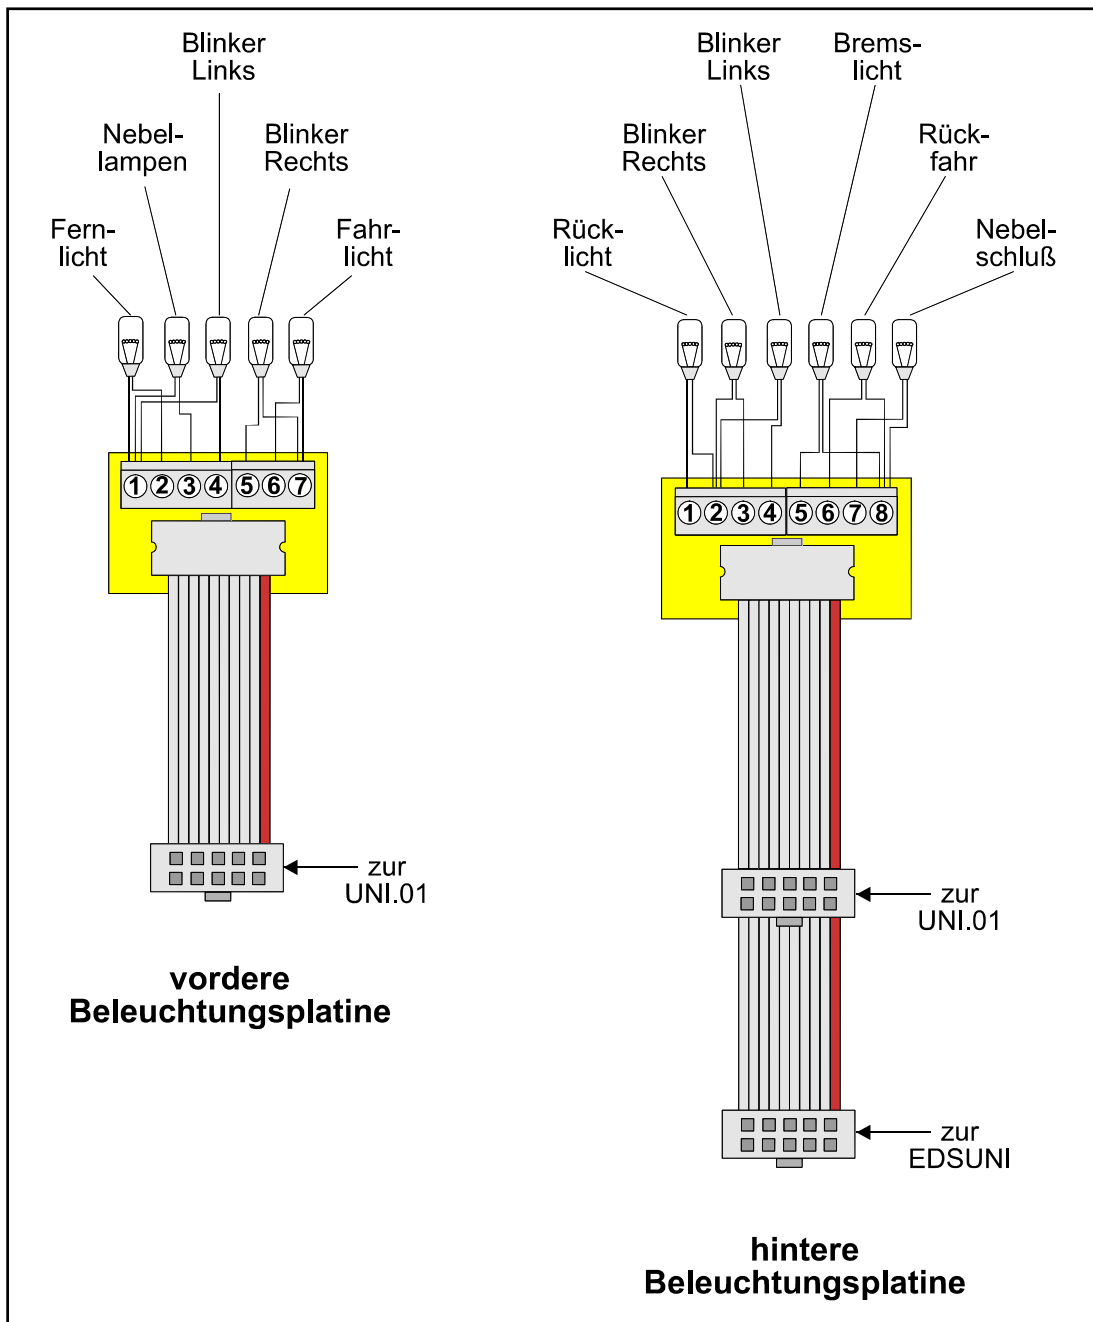 Blinker
Links
Nebel-
lampen
Blinker
Rechts
Fern-
licht
Fahr-
licht
1 2 3 4 5 6 7
zur
UNI.01
vordere
Beleuchtungsplatine
Blinker
Links
Brems-
licht
Blinker
Rechts
Rück-
fahr
Rück-
licht
Nebel-
schluß
1 2 3 4 5 6 7 8
zur
UNI.01
zur
EDSUNI
hintere
Beleuchtungsplatine